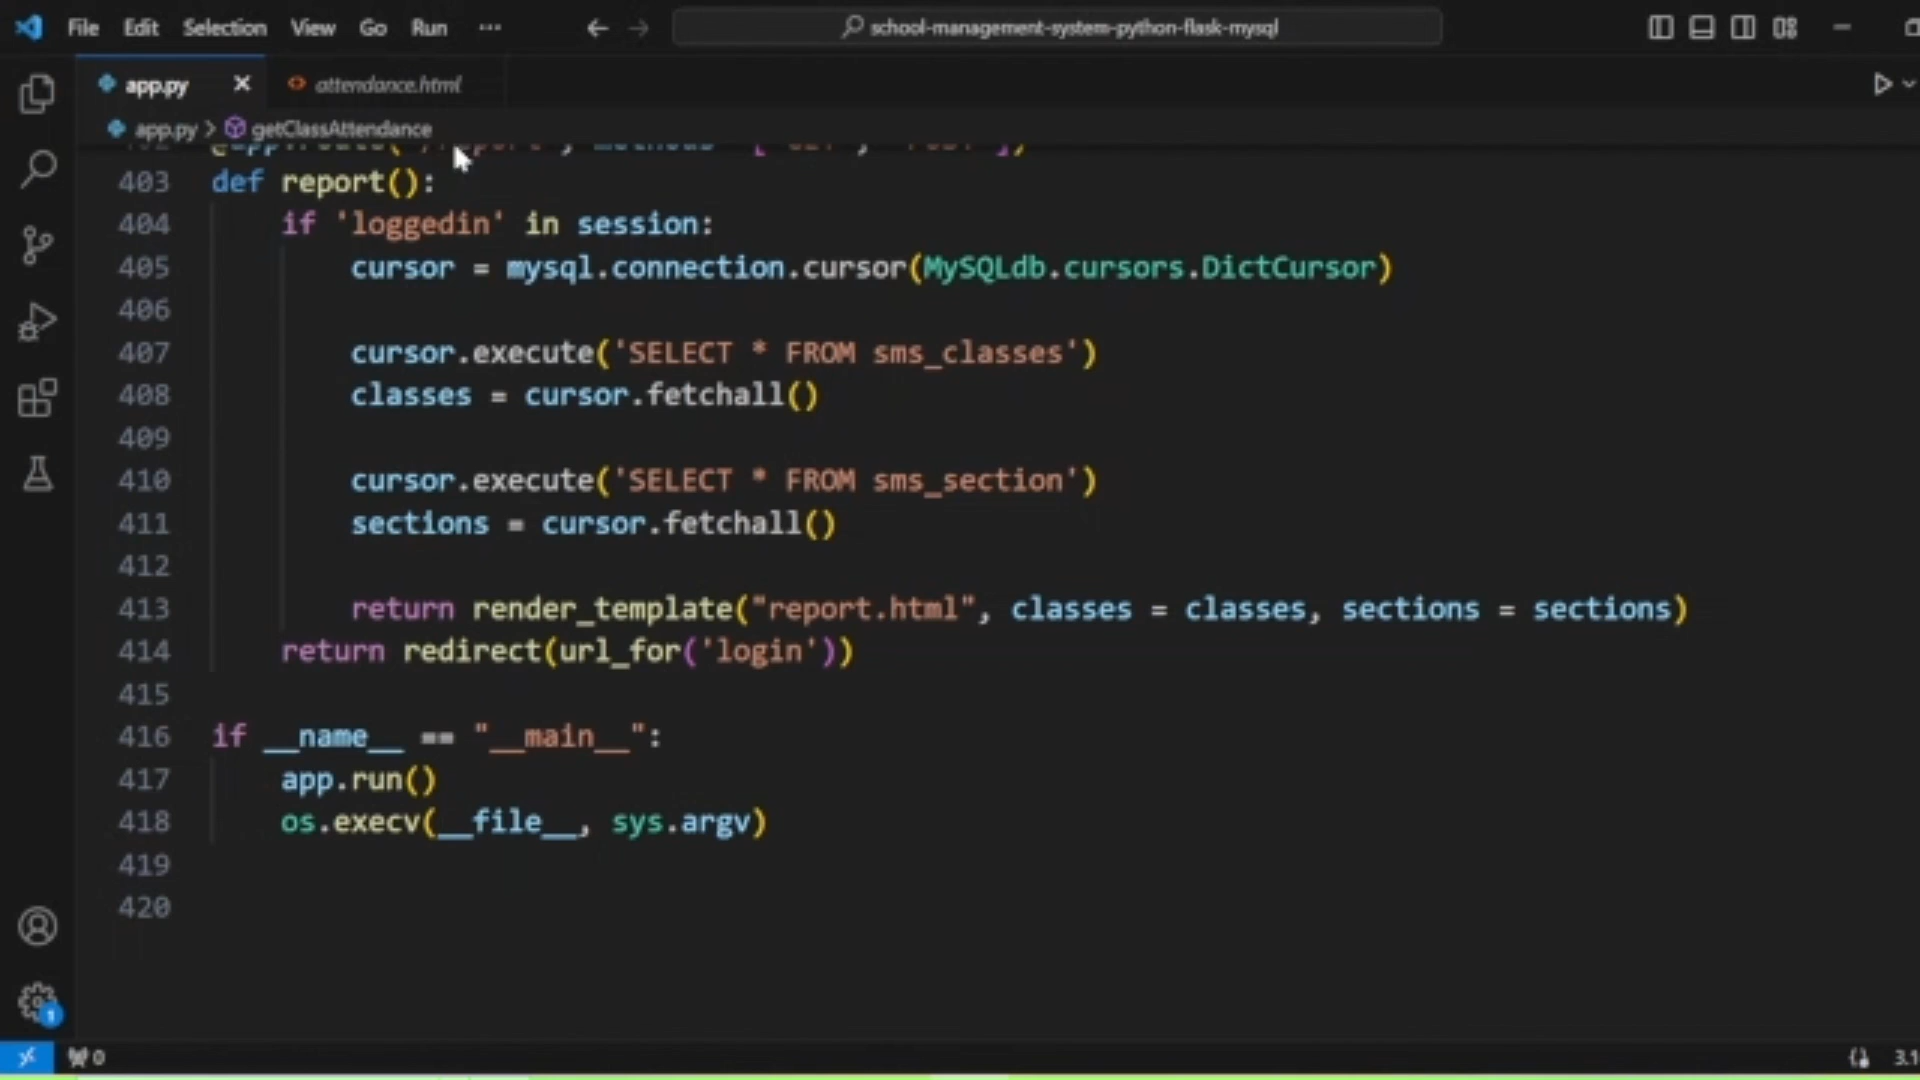 File Edit Selection View Go Run ··· school-management-system-python-flask-mysql
app.py attendance.html
app.py > getClassAttendance
403 def report():
404 if 'loggedin' in session:
405 cursor = mysql.connection.cursor(MySQLdb.cursors.DictCursor)
406
407 cursor.execute('SELECT * FROM sms_classes')
408 classes = cursor.fetchall()
409
410 cursor.execute('SELECT * FROM sms_section')
411 sections = cursor.fetchall()
412
413 return render_template("report.html", classes = classes, sections = sections)
414 return redirect(url_for('login'))
415
416 if __name__ == "__main__":
417 app.run()
418 os.execv(__file__, sys.argv)
419
420
1
0 3.1